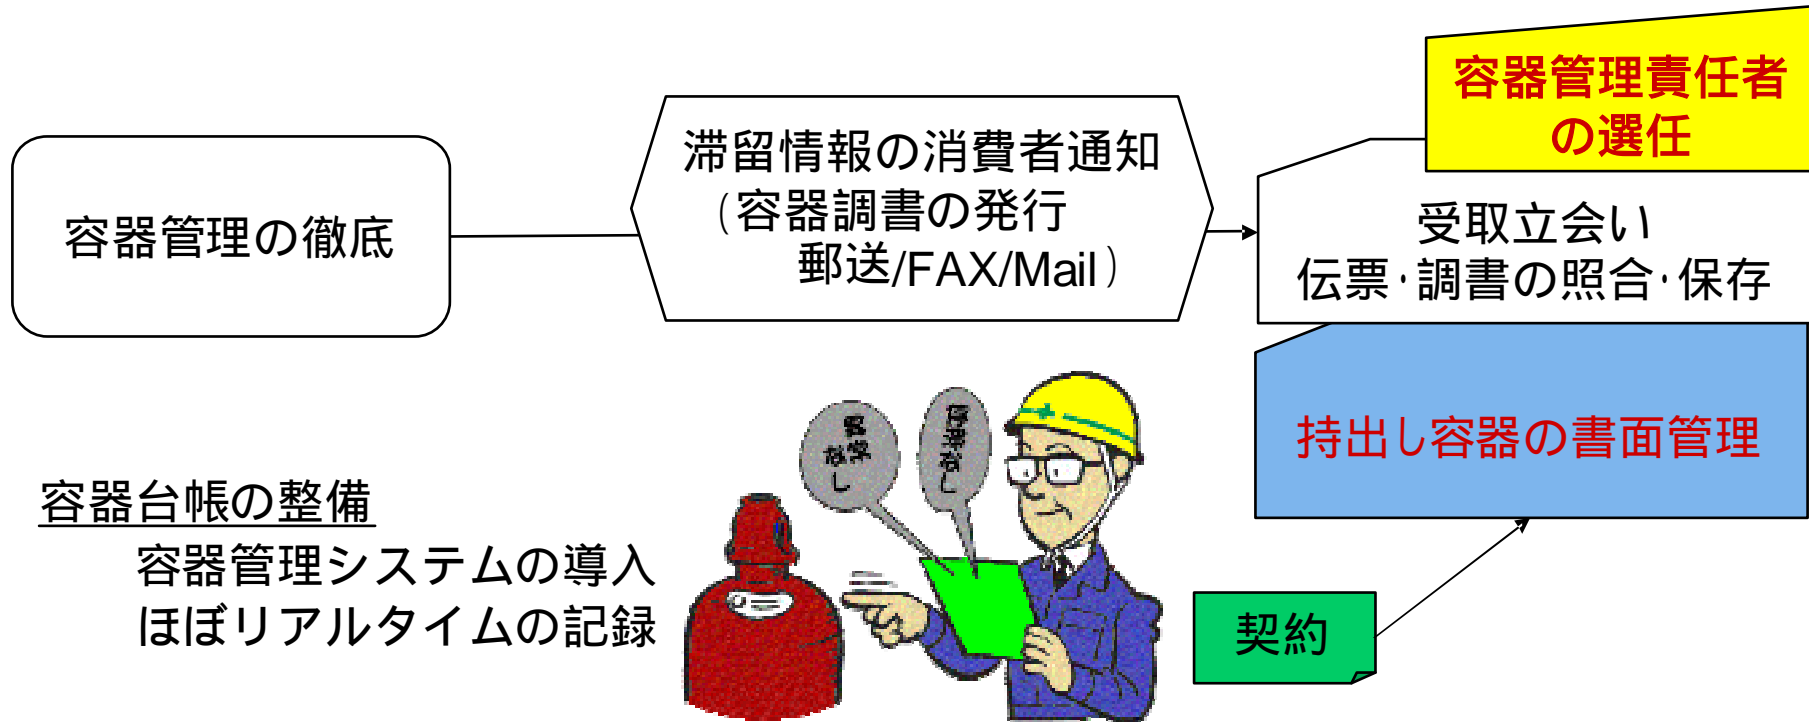 容器管理の徹底
滞留情報の消費者通知
(容器調書の発行
郵送/FAX/Mail)
容器管理責任者
の選任
受取立会い
伝票・調書の照合・保存
持出し容器の書面管理
契約
容器台帳の整備
容器管理システムの導入
ほぼリアルタイムの記録